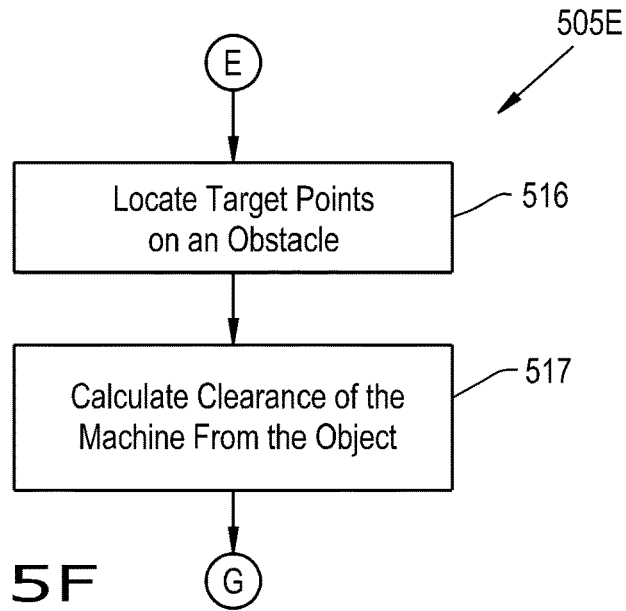 505E
E
Locate Target Points
on an Obstacle
516
Calculate Clearance of the
Machine From the Object
517
5F
G